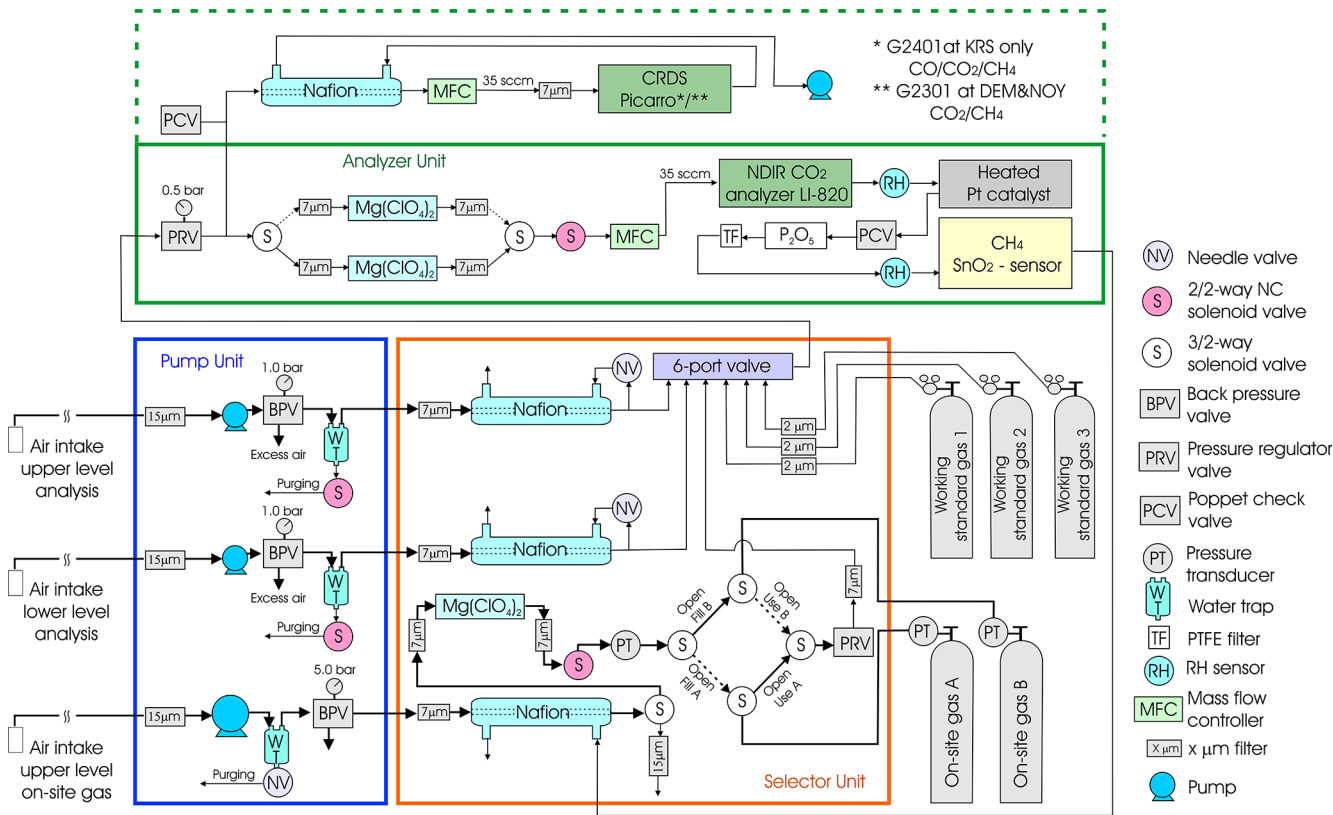 * G2401at KRS only
CO/CO₂/CH₄
** G2301 at DEM&NOY
CO₂/CH₄
Nafion
MFC
35 sccm
7µm
CRDS
Picarro*/**
PCV
Analyzer Unit
0.5 bar
PRV
S
7µm
Mg(ClO₄)₂
7µm
7µm
Mg(ClO₄)₂
7µm
S
S
MFC
35 sccm
NDIR CO₂
analyzer LI-820
RH
Heated
Pt catalyst
TF
P₂O₅
PCV
RH
CH₄
SnO₂ - sensor
Pump Unit
1.0 bar
Air intake
upper level
analysis
15µm
BPV
Excess air
W
T
Purging
S
1.0 bar
Air intake
lower level
analysis
15µm
BPV
Excess air
W
T
Purging
S
5.0 bar
Air intake
upper level
on-site gas
15µm
W
T
BPV
Purging
NV
Selector Unit
7µm
Nafion
NV
6-port valve
2 µm
2 µm
2 µm
7µm
Nafion
NV
7µm
Mg(ClO₄)₂
7µm
S
PT
S
Open
Fill B
S
Open
Use B
Open
Fill A
S
Open
Use A
S
PRV
7µm
7µm
Nafion
S
15µm
Working
standard gas 1
Working
standard gas 2
Working
standard gas 3
PT
PT
On-site gas A
On-site gas B
NV
Needle valve
S
2/2-way NC
solenoid valve
S
3/2-way
solenoid valve
BPV
Back pressure
valve
PRV
Pressure regulator
valve
PCV
Poppet check
valve
PT
Pressure
transducer
W
T
Water trap
TF
PTFE filter
RH
RH sensor
MFC
Mass flow
controller
X µm
x µm filter
Pump